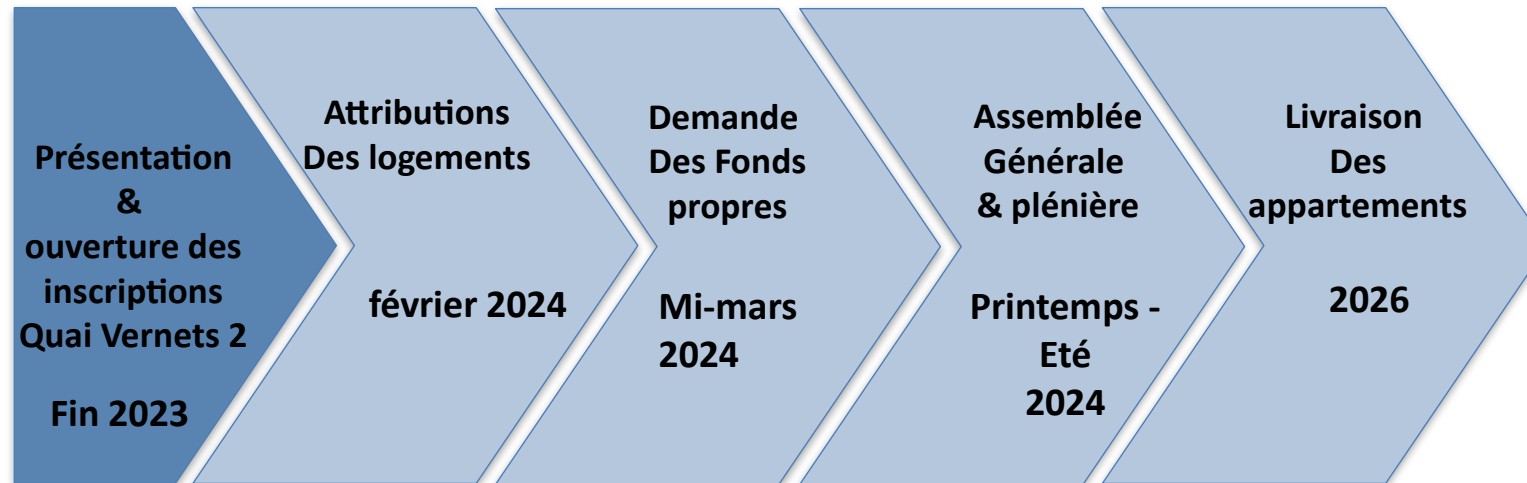 Présentation
&
ouverture des
inscriptions
Quai Vernets 2
Fin 2023
Attributions
Des logements
février 2024
Demande
Des Fonds
propres
Mi-mars
2024
Assemblée
Générale
& plénière
Printemps -
Eté
2024
Livraison
Des
appartements
2026